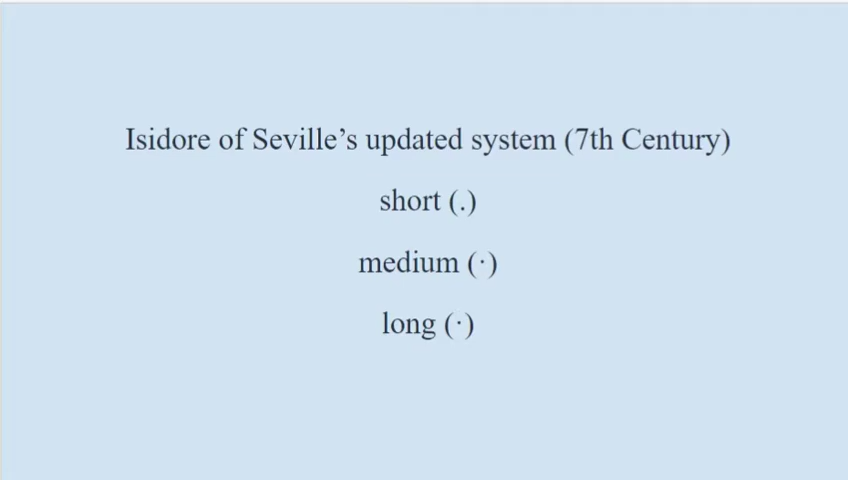 Isidore of Seville’s updated system (7th Century)
short (.)
medium (·)
long (˙)